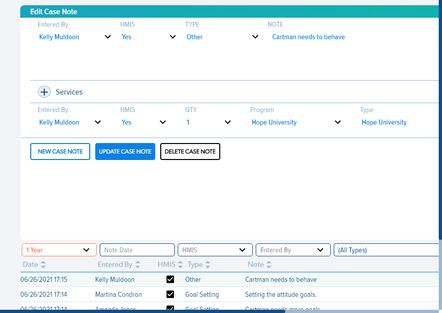 Edit Case Note
Entered By HMIS TYPE NOTE
Kelly Muldoon Yes Other Cartman needs to behave
Services
Entered By HMIS QTY Program Type
Kelly Muldoon Yes 1 Hope University Hope University
NEW CASE NOTE UPDATE CASE NOTE DELETE CASE NOTE
1 Year Note Date HMIS Entered By (All Types)
Date Entered By HMIS Type Note
06/26/2021 17:15 Kelly Muldoon Other Cartman needs to behave
06/26/2021 17:14 Martina Condron Goal Setting Setting the attitude goals.
06/26/2021 17:14 Goal Setting Cartman needs more goals